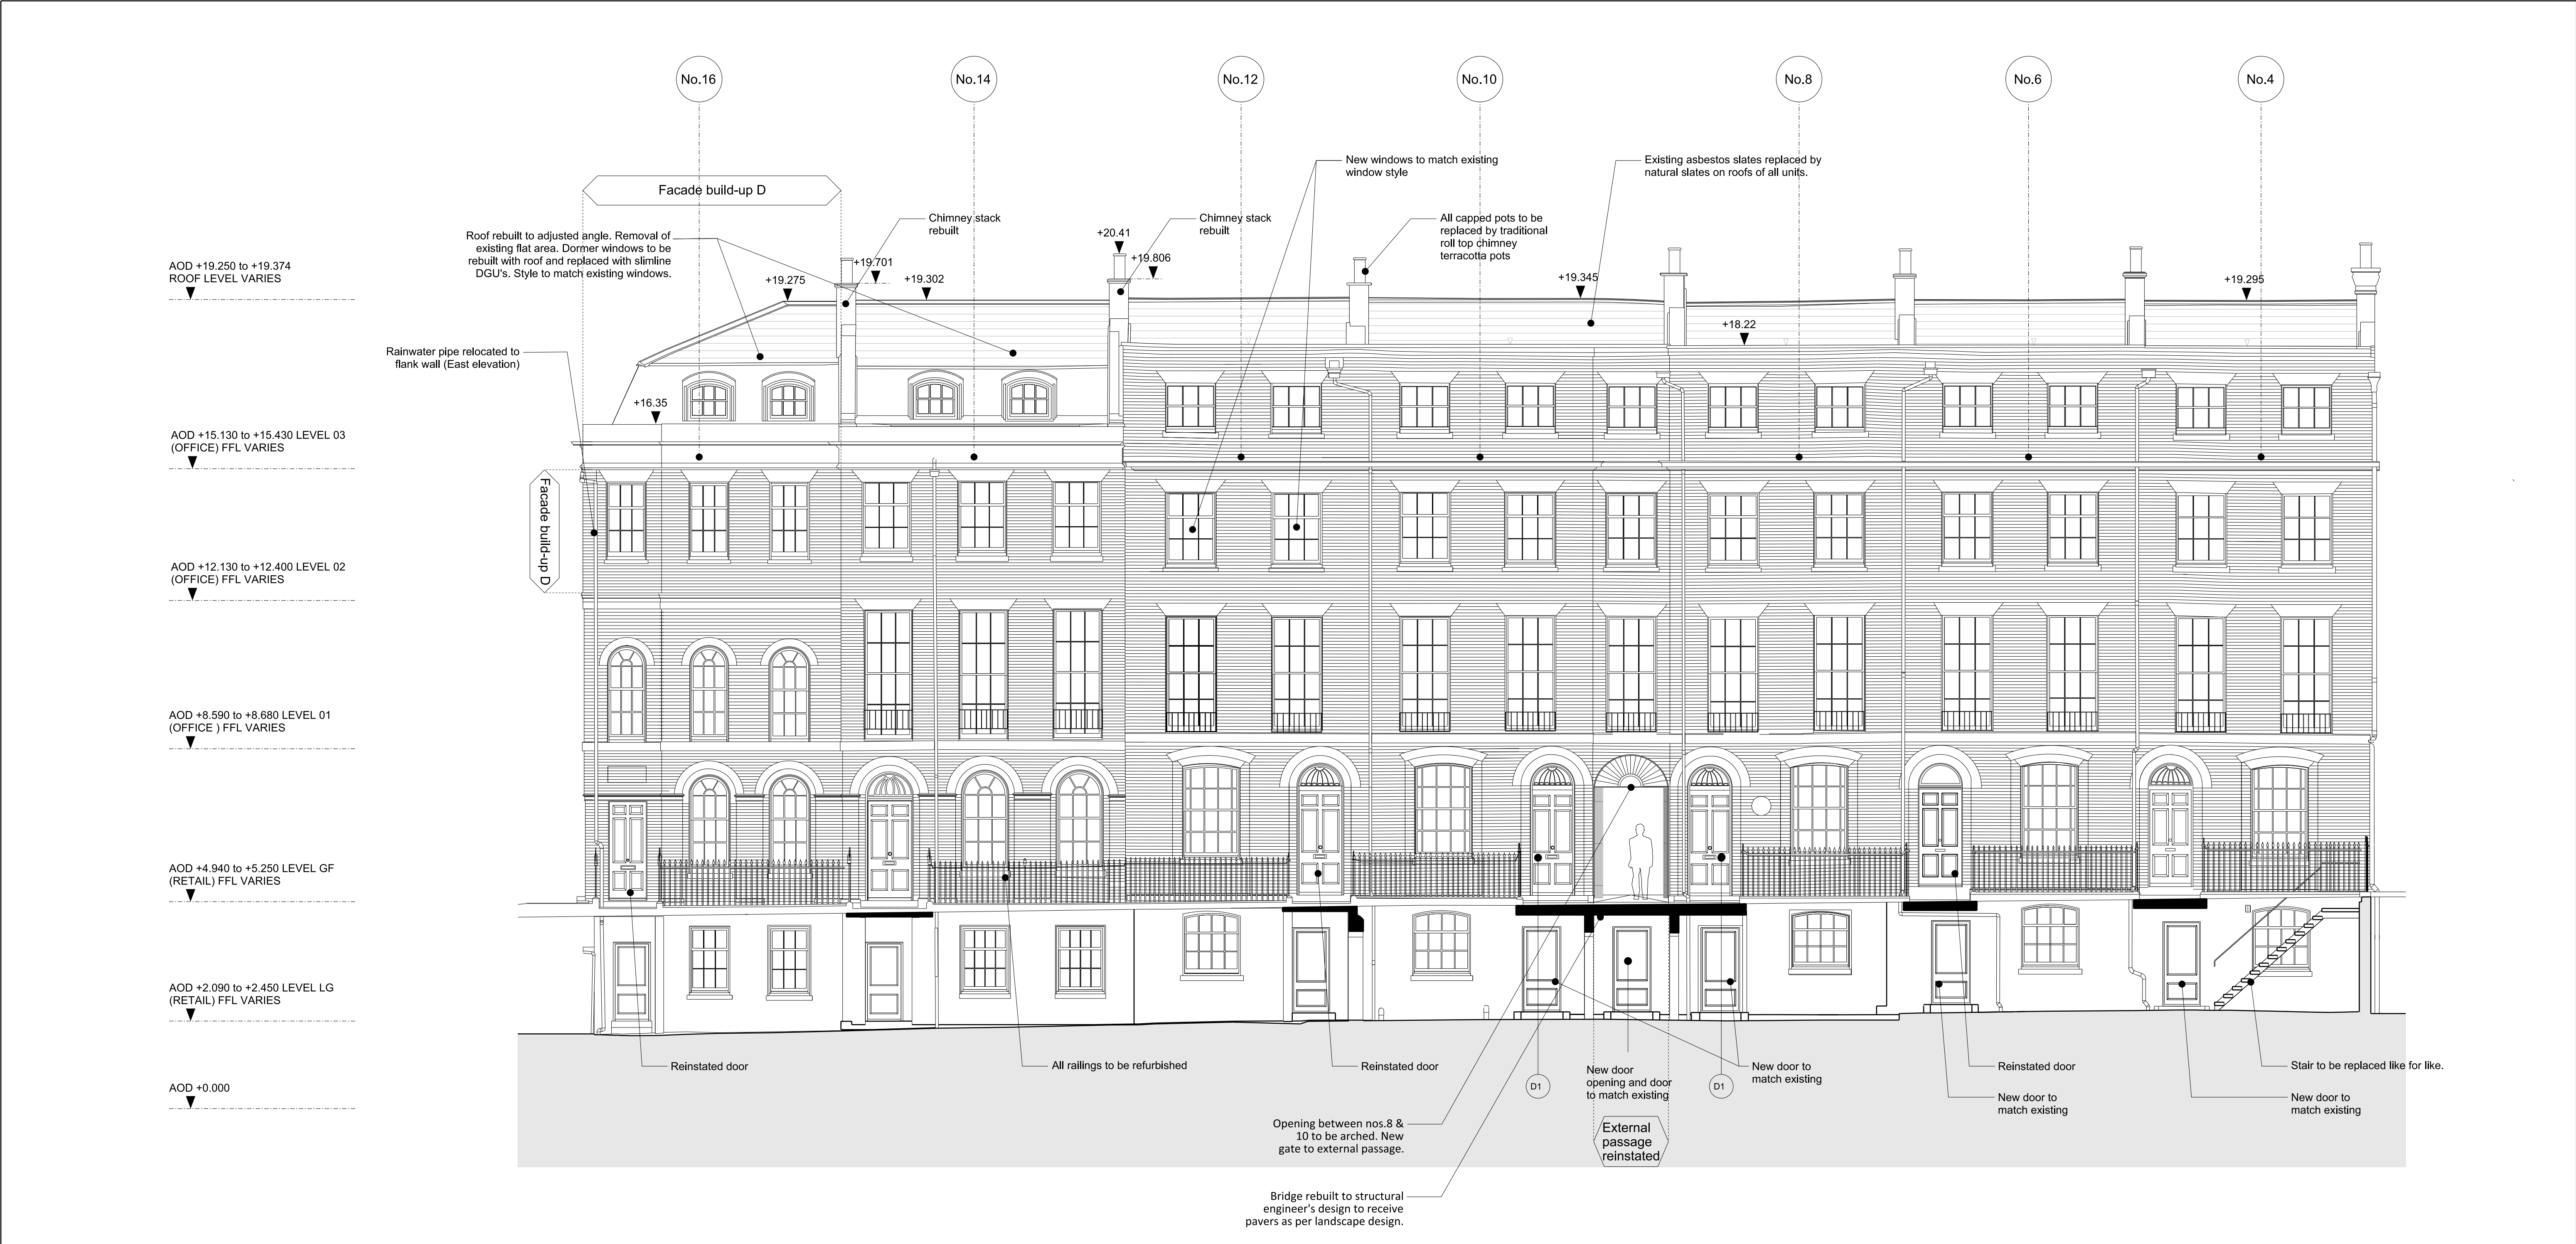 No.16
No.14
No.12
No.10
No.8
No.6
No.4
New windows to match existing
window style
Existing asbestos slates replaced by
natural slates on roofs of all units.
Facade build-up D
Chimney stack
rebuilt
Chimney stack
rebuilt
All capped pots to be
replaced by traditional
roll top chimney
terracotta pots
Roof rebuilt to adjusted angle. Removal of
existing flat area. Dormer windows to be
rebuilt with roof and replaced with slimline
DGU's. Style to match existing windows.
+20.41
+19.701
+19.806
+19.275
+19.302
+19.345
+19.295
+18.22
+16.35
AOD +19.250 to +19.374
ROOF LEVEL VARIES
Rainwater pipe relocated to
flank wall (East elevation)
AOD +15.130 to +15.430 LEVEL 03
(OFFICE) FFL VARIES
Facade build-up D
AOD +12.130 to +12.400 LEVEL 02
(OFFICE) FFL VARIES
AOD +8.590 to +8.680 LEVEL 01
(OFFICE ) FFL VARIES
AOD +4.940 to +5.250 LEVEL GF
(RETAIL) FFL VARIES
AOD +2.090 to +2.450 LEVEL LG
(RETAIL) FFL VARIES
AOD +0.000
Reinstated door
All railings to be refurbished
Reinstated door
D1
New door
opening and door
to match existing
D1
New door to
match existing
Reinstated door
New door to
match existing
Stair to be replaced like for like.
New door to
match existing
Opening between nos.8 &
10 to be arched. New
gate to external passage.
External
passage
reinstated
Bridge rebuilt to structural
engineer's design to receive
pavers as per landscape design.